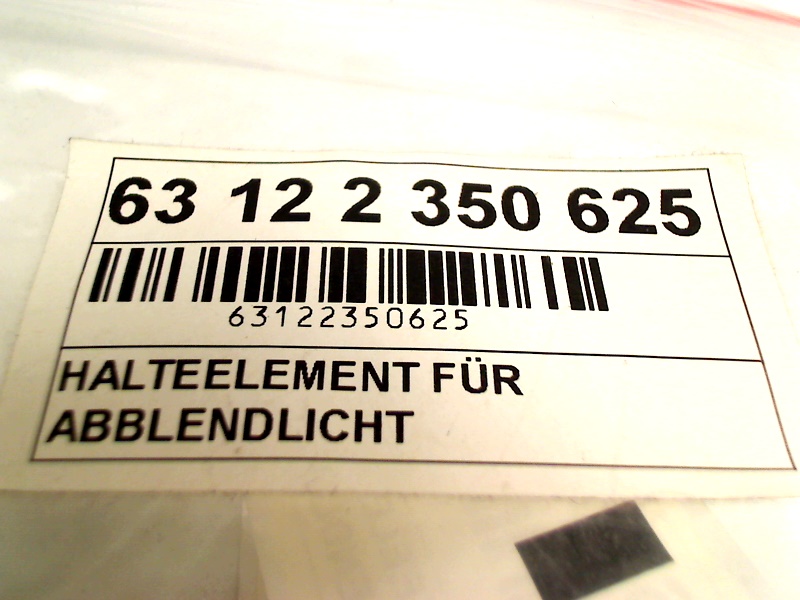 63 12 2 350 625
63122350625
HALTEELEMENT FÜR
ABBLENDLICHT